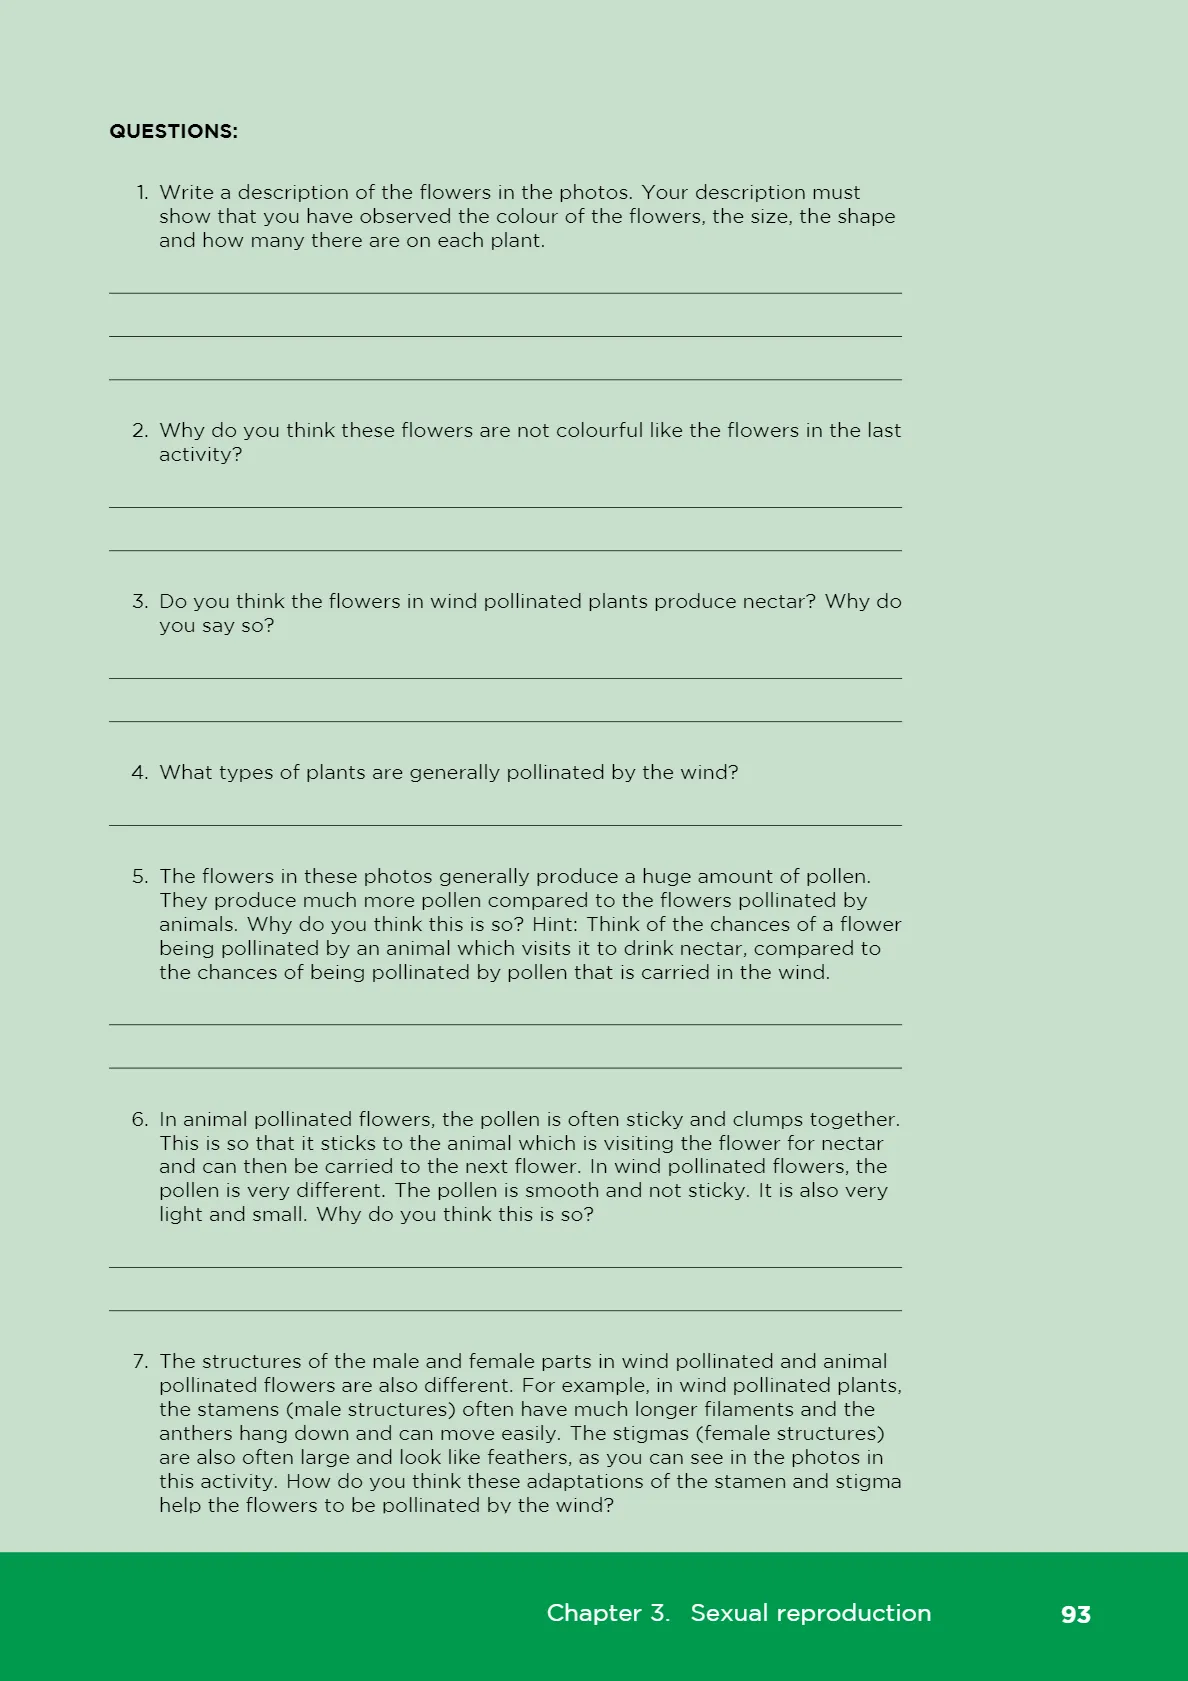 QUESTIONS:
1. Write a description of the flowers in the photos. Your description must
show that you have observed the colour of the flowers, the size, the shape
and how many there are on each plant.
2. Why do you think these flowers are not colourful like the flowers in the last
activity?
3. Do you think the flowers in wind pollinated plants produce nectar? Why do
you say so?
4. What types of plants are generally pollinated by the wind?
5. The flowers in these photos generally produce a huge amount of pollen.
They produce much more pollen compared to the flowers pollinated by
animals. Why do you think this is so? Hint: Think of the chances of a flower
being pollinated by an animal which visits it to drink nectar, compared to
the chances of being pollinated by pollen that is carried in the wind.
6. In animal pollinated flowers, the pollen is often sticky and clumps together.
This is so that it sticks to the animal which is visiting the flower for nectar
and can then be carried to the next flower. In wind pollinated flowers, the
pollen is very different. The pollen is smooth and not sticky. It is also very
light and small. Why do you think this is so?
7. The structures of the male and female parts in wind pollinated and animal
pollinated flowers are also different. For example, in wind pollinated plants,
the stamens (male structures) often have much longer filaments and the
anthers hang down and can move easily. The stigmas (female structures)
are also often large and look like feathers, as you can see in the photos in
this activity. How do you think these adaptations of the stamen and stigma
help the flowers to be pollinated by the wind?
Chapter 3. Sexual reproduction 93